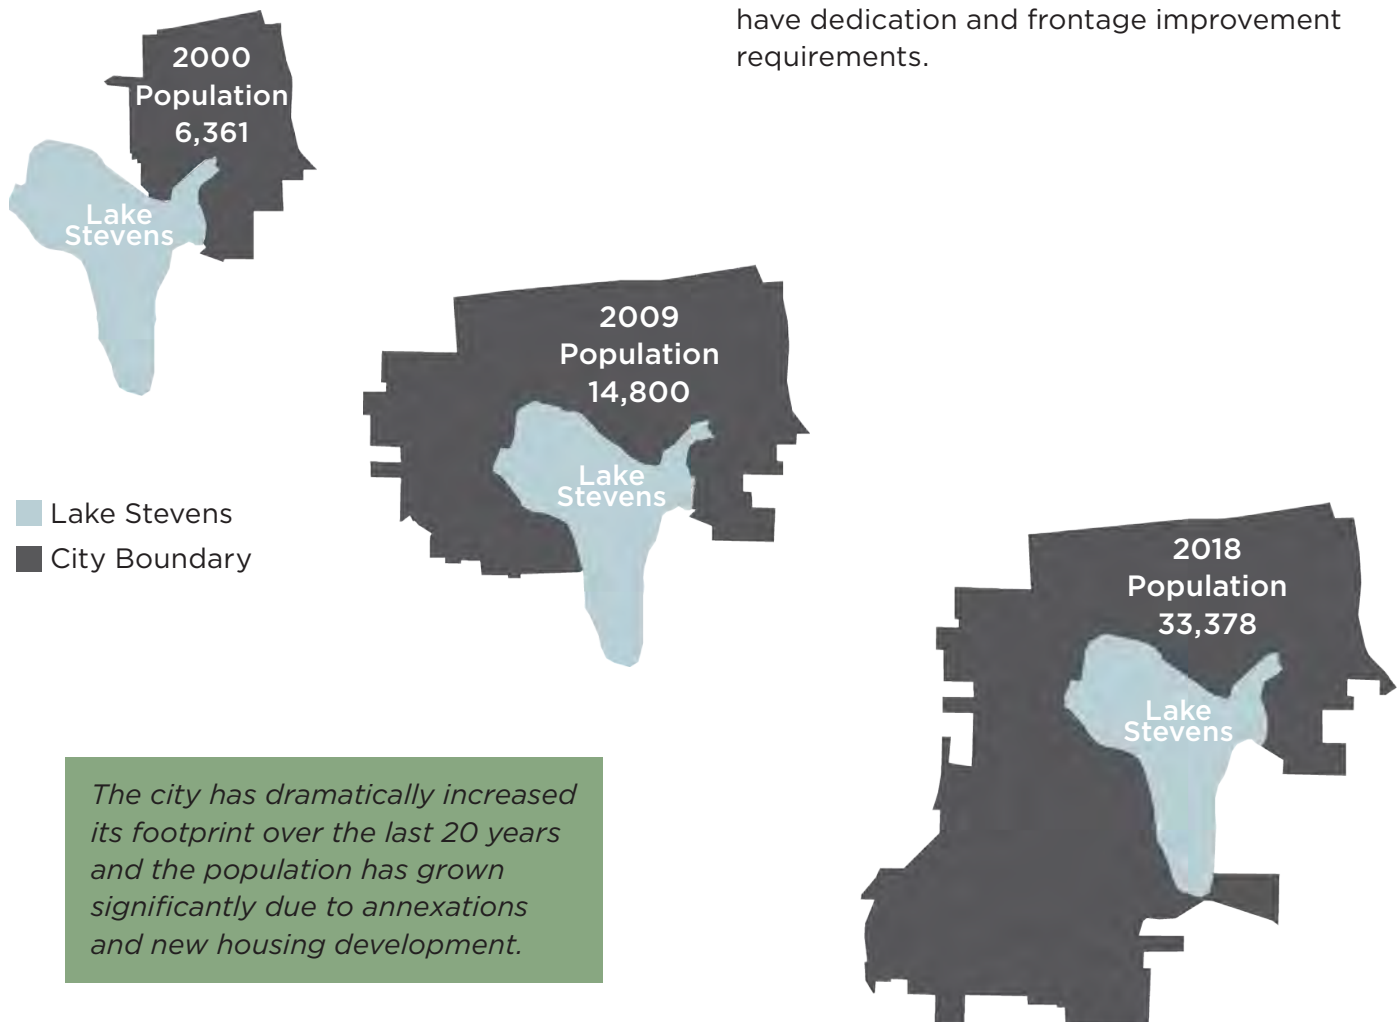 have dedication and frontage improvement
requirements.
2000
Population
6,361
Lake
Stevens
2009
Population
14,800
Lake
Stevens
Lake Stevens
City Boundary
2018
Population
33,378
Lake
Stevens
The city has dramatically increased
its footprint over the last 20 years
and the population has grown
significantly due to annexations
and new housing development.